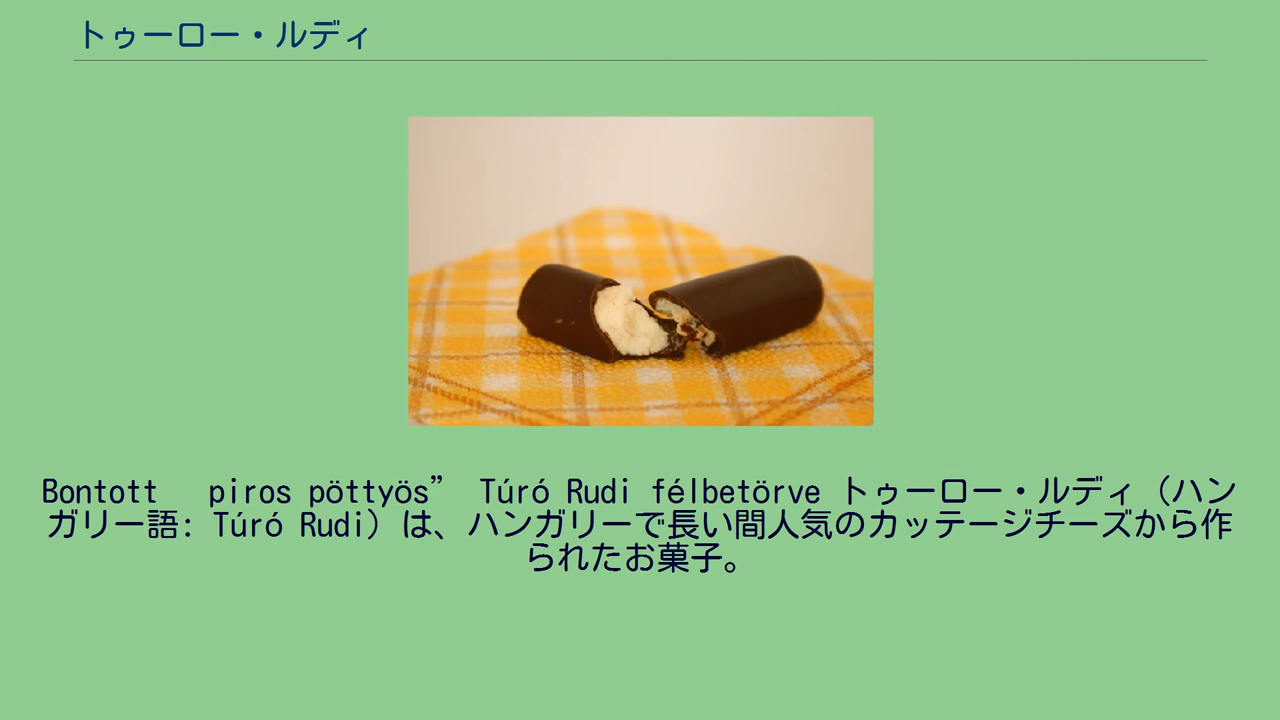 トゥーロー・ルディ
Bontott piros pöttyös” Túró Rudi félbetörve トゥーロー・ルディ（ハン
ガリー語: Túró Rudi）は、ハンガリーで長い間人気のカッテージチーズから作
られたお菓子。